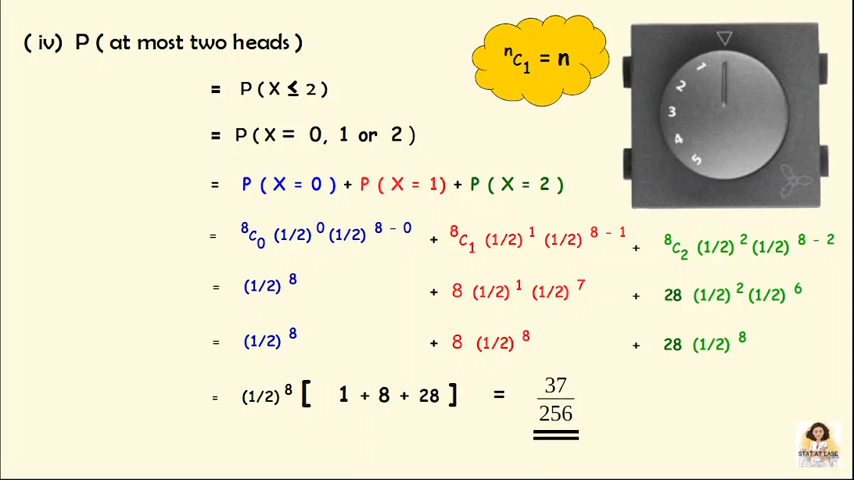 ( iv) P ( at most two heads )
ⁿC₁ = n
= P ( X ≤ 2 )
= P ( X = 0, 1 or 2 )
= P ( X = 0 ) + P ( X = 1) + P ( X = 2 )
= ⁸C₀ (1/2) ⁰ (1/2) ⁸ ⁻ ⁰ + ⁸C₁ (1/2) ¹ (1/2) ⁸ ⁻ ¹ + ⁸C₂ (1/2) ² (1/2) ⁸ ⁻ ²
= (1/2) ⁸ + 8 (1/2) ¹ (1/2) ⁷ + 28 (1/2) ² (1/2) ⁶
= (1/2) ⁸ + 8 (1/2) ⁸ + 28 (1/2) ⁸
= (1/2) ⁸ [ 1 + 8 + 28 ] = 37/256
1
2
3
4
5
STAT AT EASE